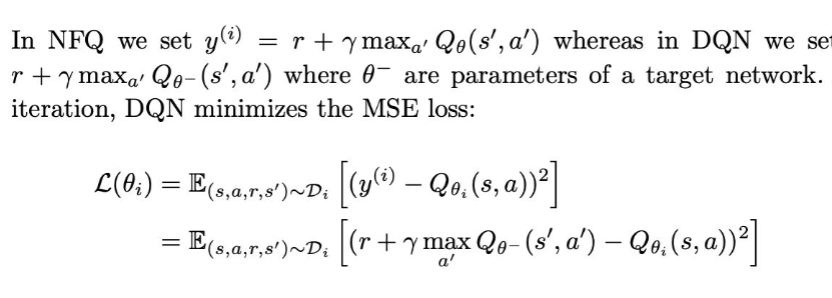 In NFQ we set y^{(i)} = r + γ max_{a'} Q_θ(s', a') whereas in DQN we se
r + γ max_{a'} Q_{θ^-}(s', a') where θ^- are parameters of a target network.
iteration, DQN minimizes the MSE loss:
L(θ_i) = E_{(s,a,r,s')∼D_i} [(y^{(i)} − Q_{θ_i}(s, a))^2]
= E_{(s,a,r,s')∼D_i} [(r + γ max_{a'} Q_{θ^-}(s', a') − Q_{θ_i}(s, a))^2]